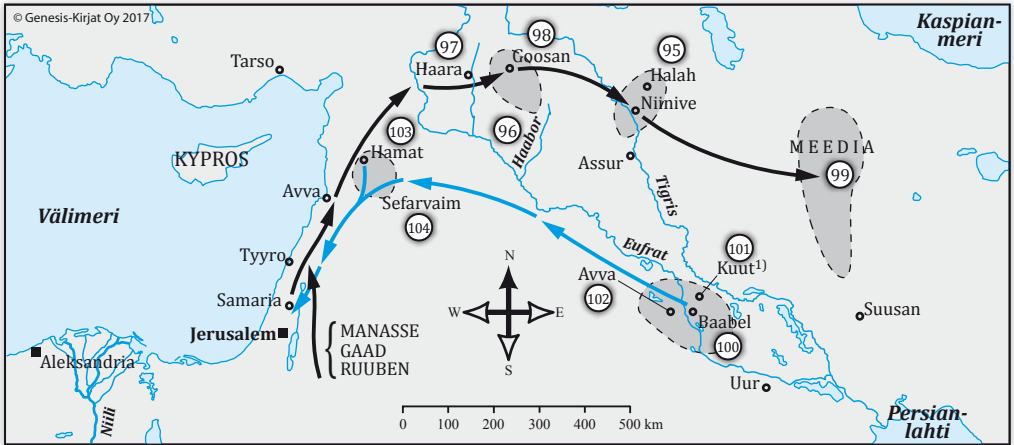 © Genesis-Kirjat Oy 2017
Kaspian-
meri
98
97
95
Tarso
Haara
Goosan
Halah
Niinive
103
96
Haabor
KYPROS
Hamat
Assur
MEEDIA
99
Avva
Sefarvaim
104
Tigris
Välimeri
Eufrat
101
Kuut¹⁾
Tyyro
N
Avva
102
Samaria
W
E
Baabel
100
Suusan
Jerusalem
MANASSE
GAAD
RUUBEN
S
Aleksandria
Uur
Niili
0 100 200 300 400 500 km
Persian-
lahti